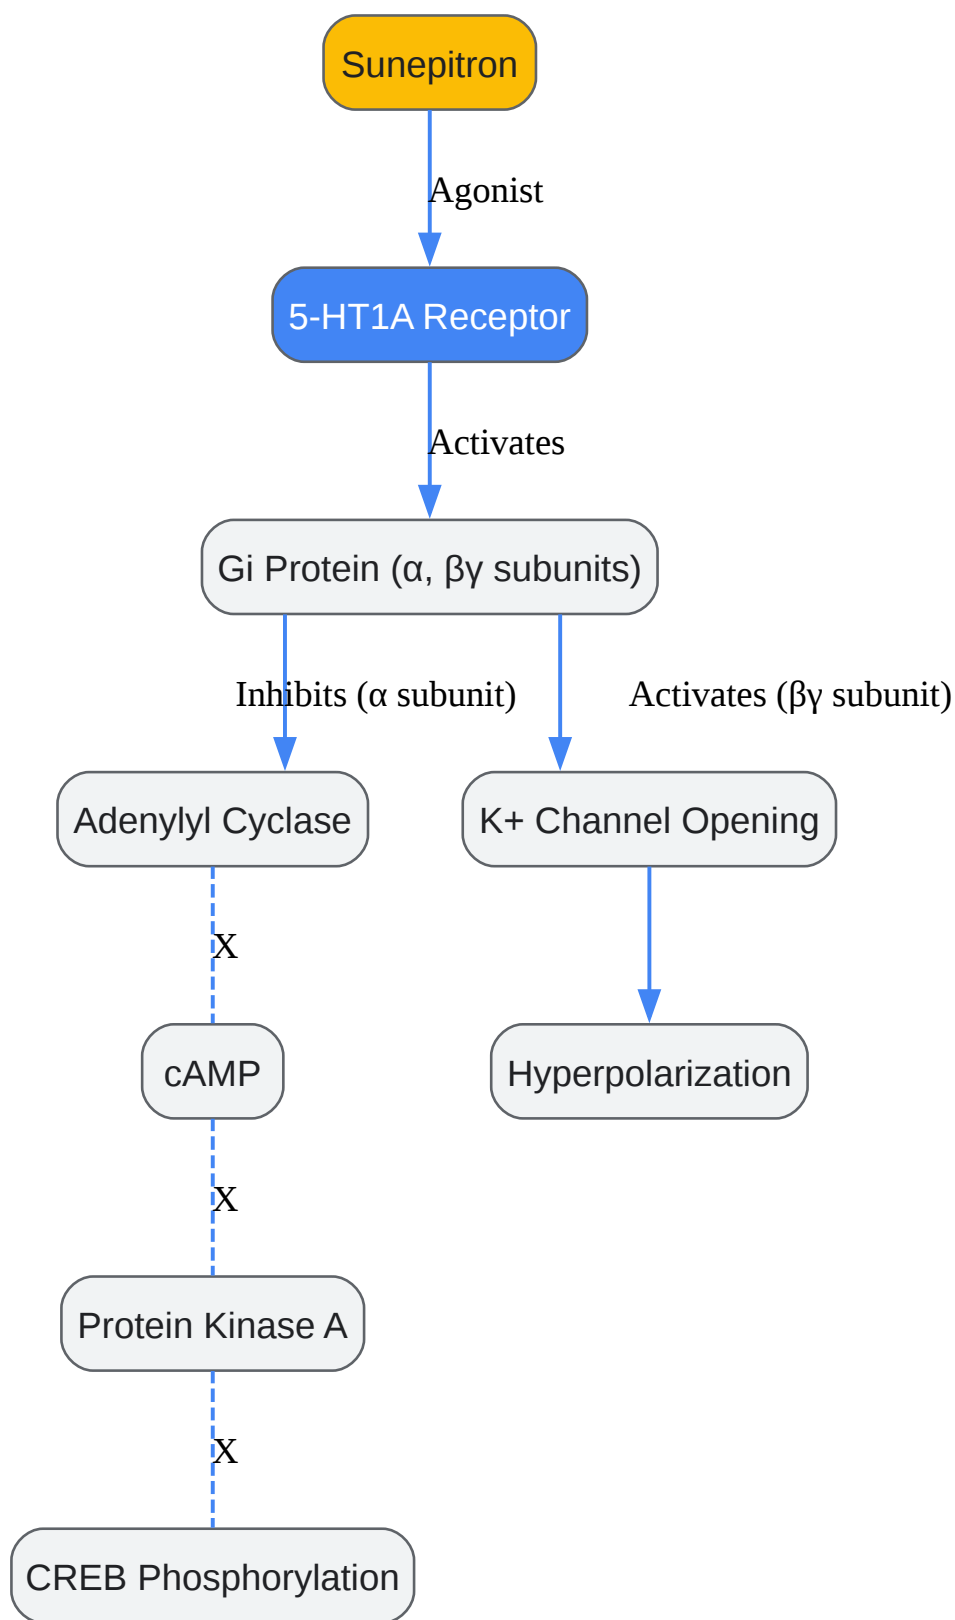 Sunepitron
Agonist
5-HT1A Receptor
Activates
Gi Protein (α, βγ subunits)
Inhibits (α subunit)
Activates (βγ subunit)
Adenylyl Cyclase
K+ Channel Opening
X
cAMP
Hyperpolarization
X
Protein Kinase A
X
CREB Phosphorylation